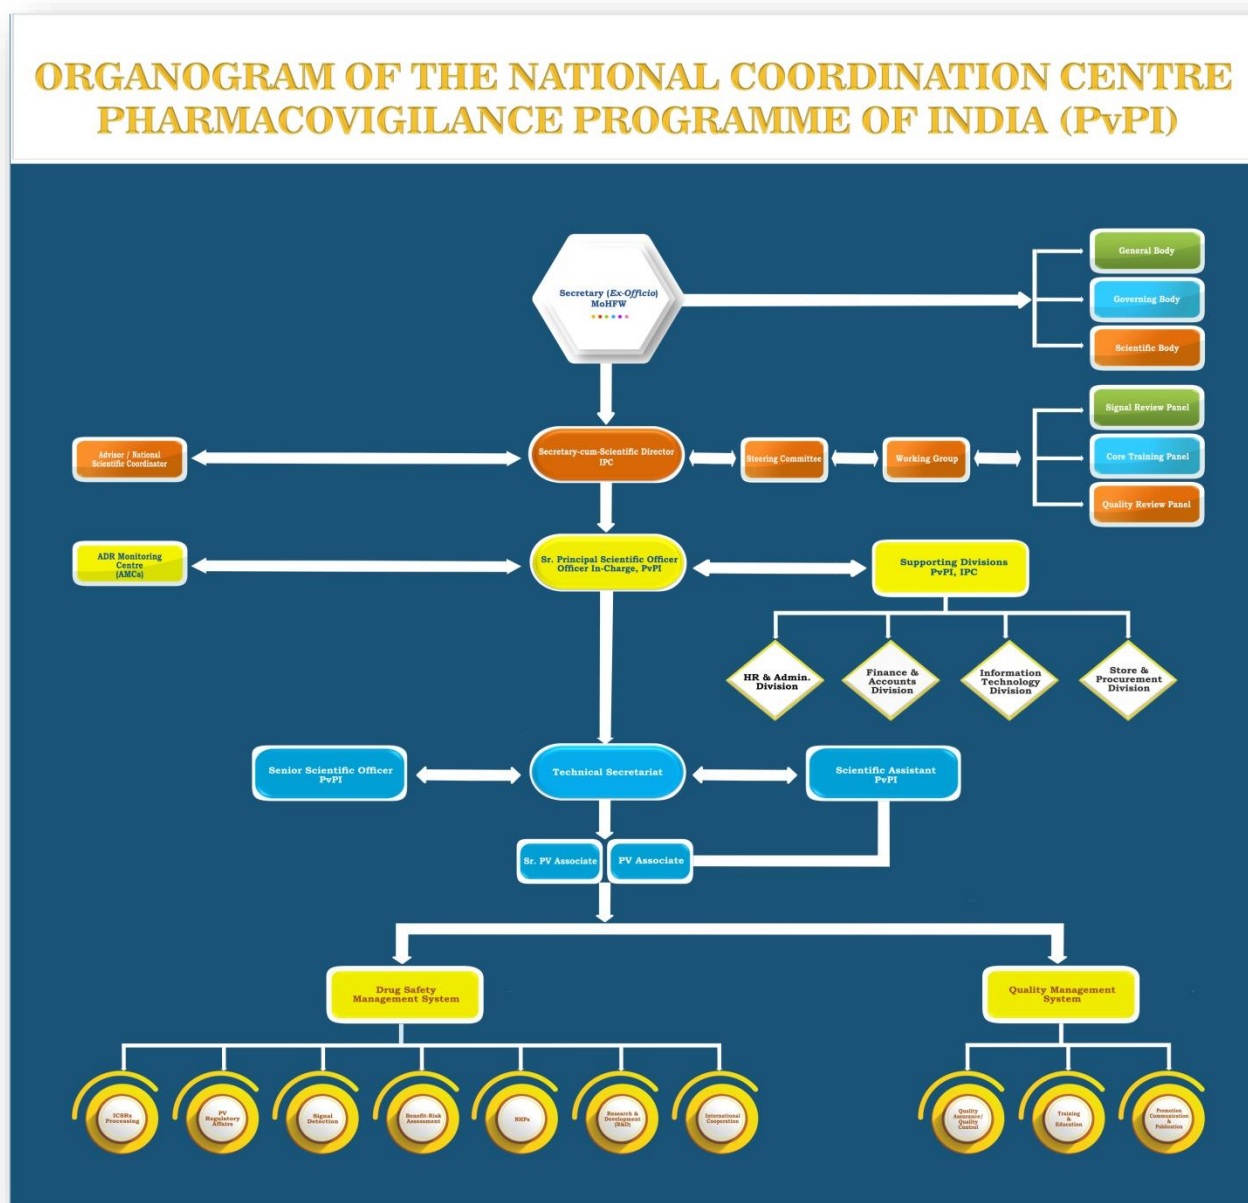 ORGANOGRAM OF THE NATIONAL COORDINATION CENTRE
PHARMACOVIGILANCE PROGRAMME OF INDIA (PvPI)
Secretary (Ex-Officio)
MoHFW
General Body
Governing Body
Scientific Body
Advisor / National
Scientific Coordinator
Secretary-cum-Scientific Director
IPC
Steering Committee
Working Group
Signal Review Panel
Core Training Panel
Quality Review Panel
ADR Monitoring
Centre
(AMCs)
Sr. Principal Scientific Officer
Officer In-Charge, PvPI
Supporting Divisions
PvPI, IPC
HR & Admin.
Division
Finance &
Accounts
Division
Information
Technology
Division
Store &
Procurement
Division
Senior Scientific Officer
PvPI
Technical Secretariat
Scientific Assistant
PvPI
Sr. PV Associate
PV Associate
Drug Safety
Management System
Quality Management
System
ICSRs
Processing
PV
Regulatory
Affairs
Signal
Detection
Benefit-Risk
Assessment
NHPs
Research &
Development
(R&D)
International
Cooperation
Quality
Assurance/
Quality
Control
Training
&
Education
Promotion
Communication
&
Publication